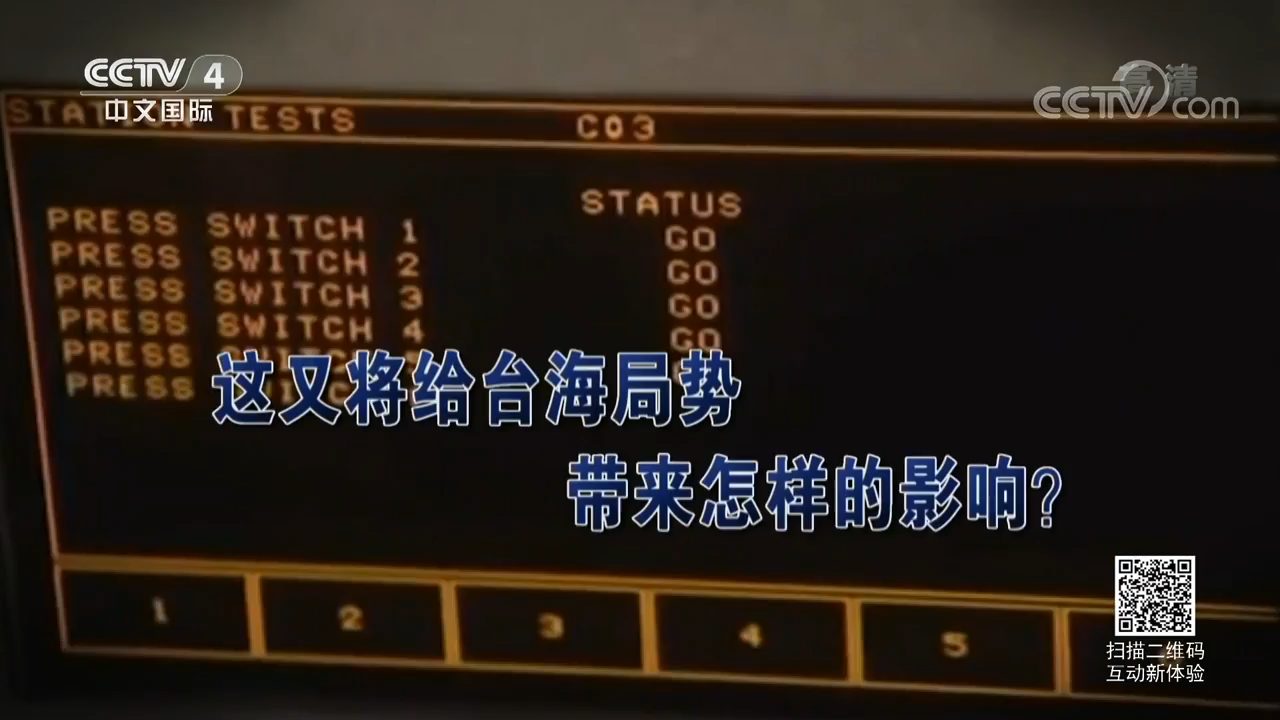 CCTV 4
中文国际
高清
CCTV.com
STATION TESTS C03
STATUS
PRESS SWITCH 1 GO
PRESS SWITCH 2 GO
PRESS SWITCH 3 GO
PRESS SWITCH 4 GO
PRESS
PRESS
这又将给台海局势
带来怎样的影响?
1 2 3 4 5
扫描二维码
互动新体验